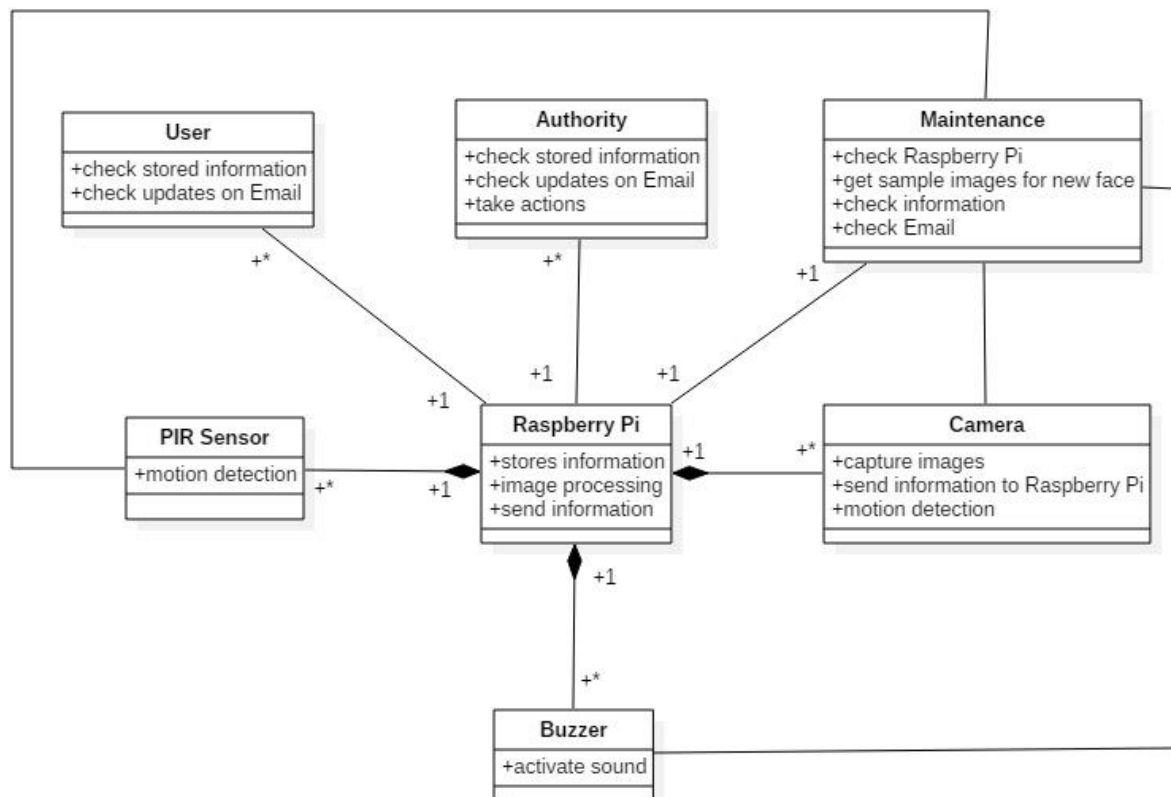 User
+check stored information
+check updates on Email
Authority
+check stored information
+check updates on Email
+take actions
Maintenance
+check Raspberry Pi
+get sample images for new face
+check information
+check Email
+*
+*
+1
+1
+1
+1
PIR Sensor
+motion detection
Raspberry Pi
+stores information
+image processing
+send information
Camera
+capture images
+send information to Raspberry Pi
+motion detection
+*
+1
+1
+*
+1
+*
Buzzer
+activate sound